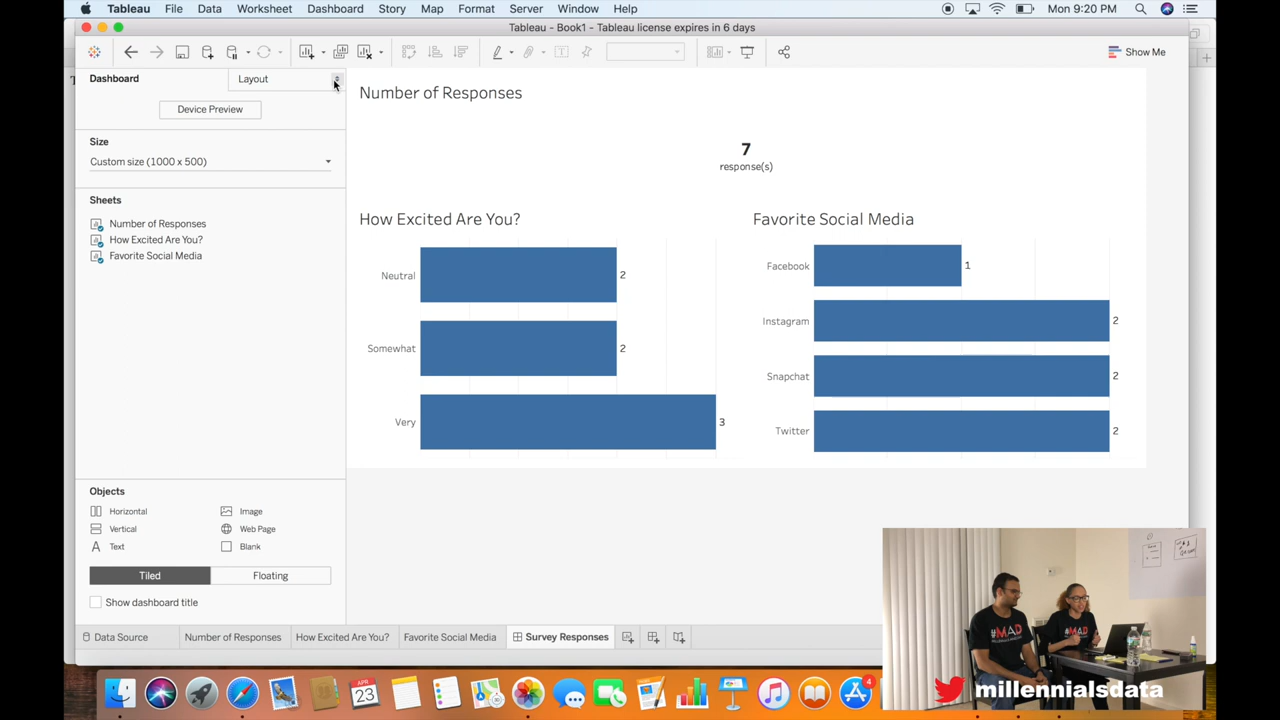 Tableau File Data Worksheet Dashboard Story Map Format Server Window Help Mon 9:20 PM
Tableau - Book1 - Tableau license expires in 6 days
Show Me
Dashboard Layout
Device Preview
Size
Custom size (1000 x 500)
Sheets
Number of Responses
How Excited Are You?
Favorite Social Media
Objects
Horizontal Image
Vertical Web Page
A Text Blank
Tiled Floating
Show dashboard title
Number of Responses
7
response(s)
How Excited Are You?
Neutral 2
Somewhat 2
Very 3
Favorite Social Media
Facebook 1
Instagram 2
Snapchat 2
Twitter 2
Data Source Number of Responses How Excited Are You? Favorite Social Media Survey Responses
#MAD
#MAD
APR
23
4
millennialsdata